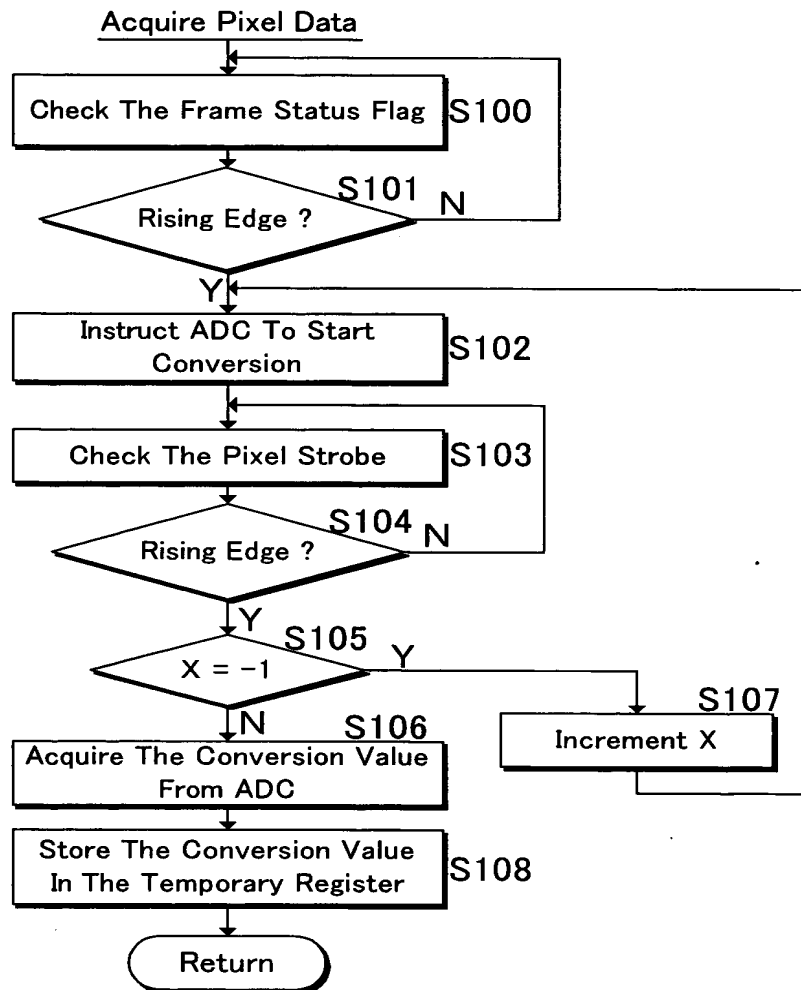 Acquire Pixel Data
Check The Frame Status Flag
S100
S101
Rising Edge ?
N
Y
Instruct ADC To Start
Conversion
S102
Check The Pixel Strobe
S103
S104
Rising Edge ?
N
Y
S105
X = -1
Y
N
S107
Increment X
S106
Acquire The Conversion Value
From ADC
Store The Conversion Value
In The Temporary Register
S108
Return